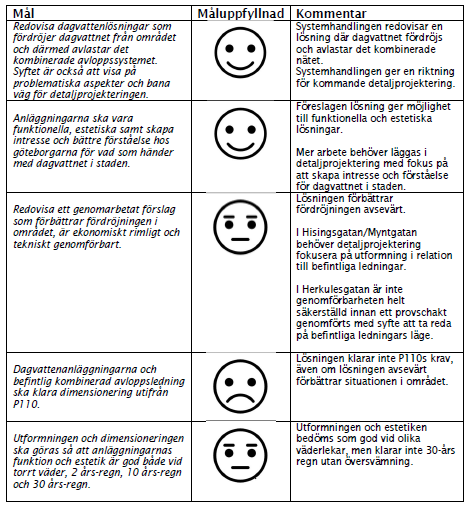 Mål
Måluppfyllnad
Kommentar
Redovisa dagvattenlösningar som
fördröjer dagvattnet från området
och därmed avlastar det
kombinerade avloppssystemet.
Syftet är också att visa på
problematiska aspekter och bana
väg för detaljprojekteringen.
Systemhandlingen redovisar en
lösning där dagvattnet fördröjs
och avlastar det kombinerade
nätet.
Systemhandlingen ger en riktning
för kommande detaljprojektering.
Anläggningarna ska vara
funktionella, estetiska samt skapa
intresse och bättre förståelse hos
göteborgarna för vad som händer
med dagvattnet i staden.
Föreslagen lösning ger möjlighet
till funktionella och estetiska
lösningar.
Mer arbete behöver läggas i
detaljprojektering med fokus på
att skapa intresse och förståelse
för dagvattnet i staden.
Redovisa ett genomarbetat förslag
som förbättrar fördröjningen i
området, är ekonomiskt rimligt och
tekniskt genomförbart.
Lösningen förbättrar
fördröjningen avsevärt.
I Hisingsgatan/Myntgatan
behöver detaljprojektering
fokusera på utformning i relation
till befintliga ledningar.
I Herkulesgatan är inte
genomförbarheten helt
säkerställd innan ett provschakt
genomförts med syfte att ta reda
på befintliga ledningars läge.
Dagvattenanläggningarna och
befintlig kombinerad avloppsledning
ska klara dimensionering utifrån
P110.
Lösningen klarar inte P110s krav,
även om lösningen avsevärt
förbättrar situationen i området.
Utformningen och dimensioneringen
ska göras så att anläggningarnas
funktion och estetik är god både vid
torrt väder, 2 års-regn, 10 års-regn
och 30 års-regn.
Utformningen och estetiken
bedöms som god vid olika
väderlekar, men klarar inte 30-års
regn utan översvämning.